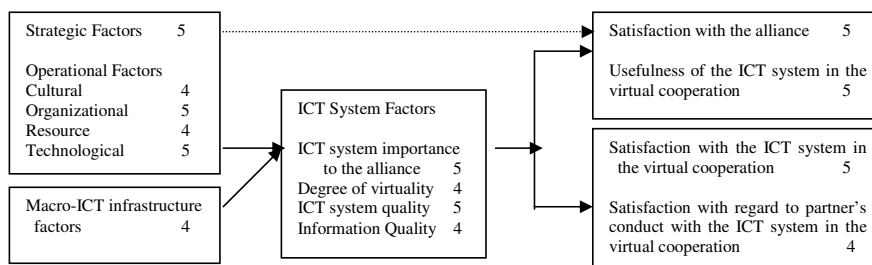 Strategic Factors 5
Operational Factors
Cultural 4
Organizational 5
Resource 4
Technological 5
Macro-ICT infrastructure
factors 4
ICT System Factors
ICT system importance
to the alliance 5
Degree of virtuality 4
ICT system quality 5
Information Quality 4
Satisfaction with the alliance 5
Usefulness of the ICT system in the
virtual cooperation 5
Satisfaction with the ICT system in
the virtual cooperation 5
Satisfaction with regard to partner's
conduct with the ICT system in the
virtual cooperation 4